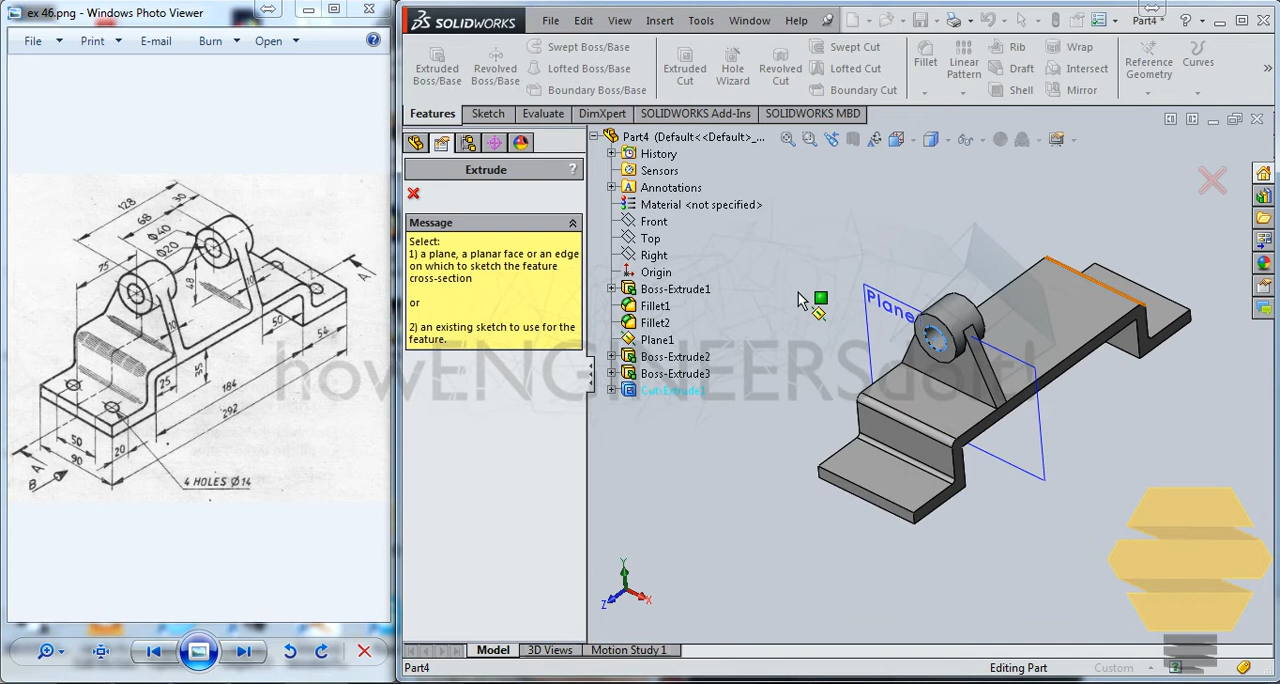 ex 46.png - Windows Photo Viewer
File Print E-mail Burn Open
128
68
30
Ø40
Ø20
75
48
10
10
50
54
35
25
184
292
50
90
20
A
A
B
4 HOLES Ø14
SOLIDWORKS File Edit View Insert Tools Window Help Part4 *
Extruded Boss/Base
Revolved Boss/Base
Swept Boss/Base
Lofted Boss/Base
Boundary Boss/Base
Extruded Cut
Hole Wizard
Revolved Cut
Swept Cut
Lofted Cut
Boundary Cut
Fillet
Linear Pattern
Rib
Draft
Shell
Wrap
Intersect
Mirror
Reference Geometry
Curves
Features Sketch Evaluate DimXpert SOLIDWORKS Add-Ins SOLIDWORKS MBD
Extrude ?
Message
Select:
1) a plane, a planar face or an edge
on which to sketch the feature
cross-section
or
2) an existing sketch to use for the
feature.
Part4 (Default<<Default>_...
History
Sensors
Annotations
Material <not specified>
Front
Top
Right
Origin
Boss-Extrude1
Fillet1
Fillet2
Plane1
Boss-Extrude2
Boss-Extrude3
Cut-Extrude1
Plane
howENGINEERSdoit
Y
Z
X
Model 3D Views Motion Study 1
Part4 Editing Part Custom